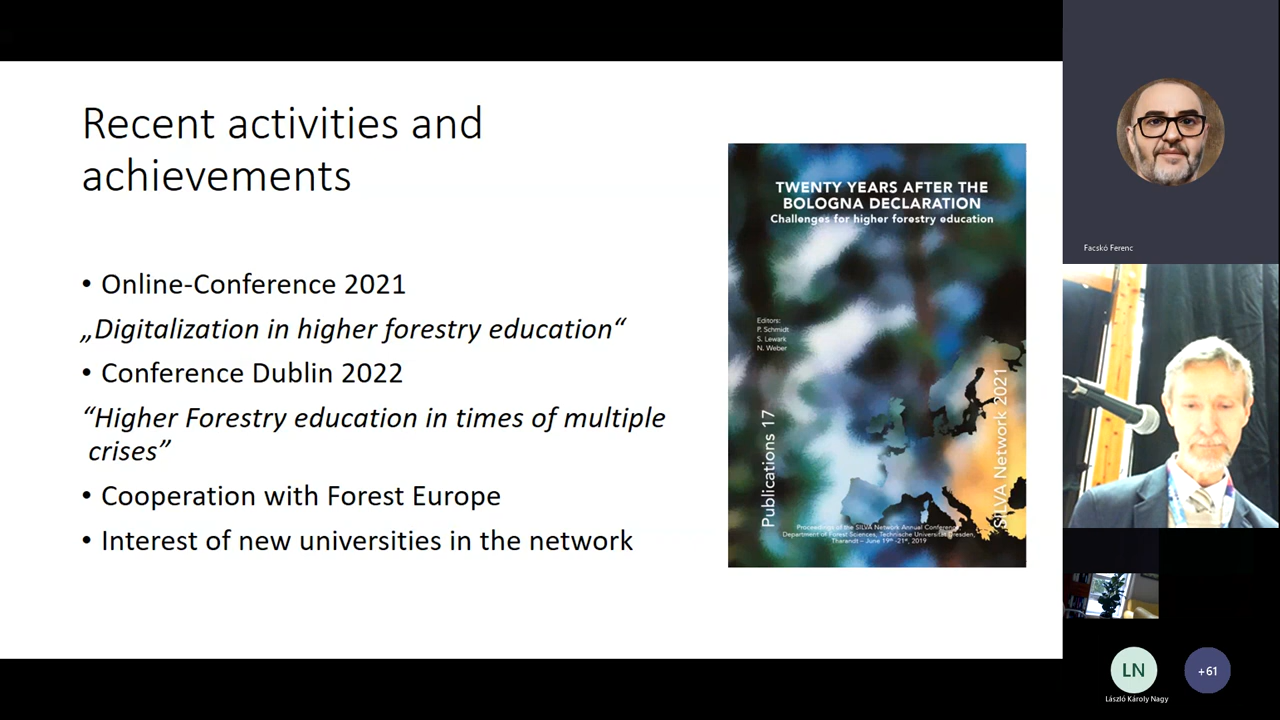 Recent activities and
achievements
• Online-Conference 2021
„Digitalization in higher forestry education“
• Conference Dublin 2022
“Higher Forestry education in times of multiple
crises”
• Cooperation with Forest Europe
• Interest of new universities in the network
TWENTY YEARS AFTER THE
BOLOGNA DECLARATION
Challenges for higher forestry education
Editors:
P. Schmidt
S. Lewark
N. Weber
Publications 17
SILVA Network 2021
Proceedings of the SILVA Network Annual Conference,
Department of Forest Sciences, Technische Universität Dresden,
Tharandt – June 19th -21st, 2019
Facskó Ferenc
LN
László Károly Nagy
+61